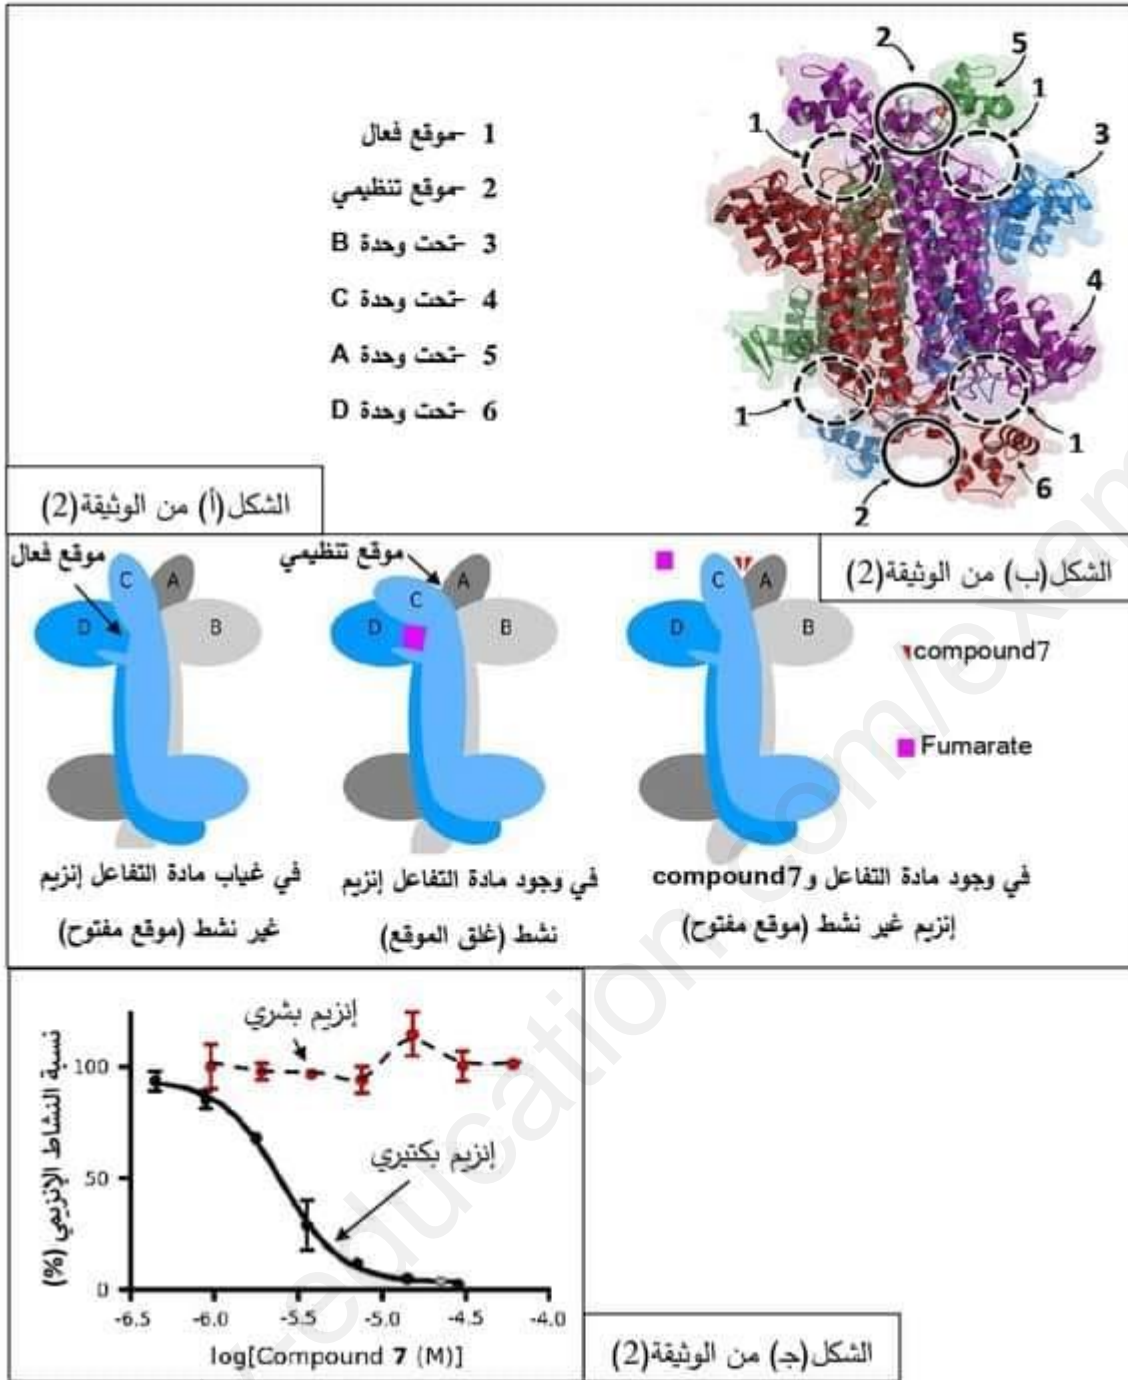 1 -موقع فعال
2 -موقع تنظيمي
3 -تحت وحدة B
4 -تحت وحدة C
5 -تحت وحدة A
6 -تحت وحدة D
2
5
1
1
3
4
1
1
6
2
الشكل(أ) من الوثيقة(2)
الشكل(ب) من الوثيقة(2)
موقع فعال
C A
D B
في غياب مادة التفاعل إنزيم
غير نشط (موقع مفتوح)
موقع تنظيمي
A
C
D B
في وجود مادة التفاعل إنزيم
نشط (غلق الموقع)
C A
D B
في وجود مادة التفاعل وcompound7
إنزيم غير نشط (موقع مفتوح)
compound7
Fumarate
نسبة النشاط الإنزيمي (%)
100
50
0
إنزيم بشري
إنزيم بكتيري
-6.5 -6.0 -5.5 -5.0 -4.5 -4.0
log[Compound 7 (M)]
الشكل(جـ) من الوثيقة(2)
education.com/exam